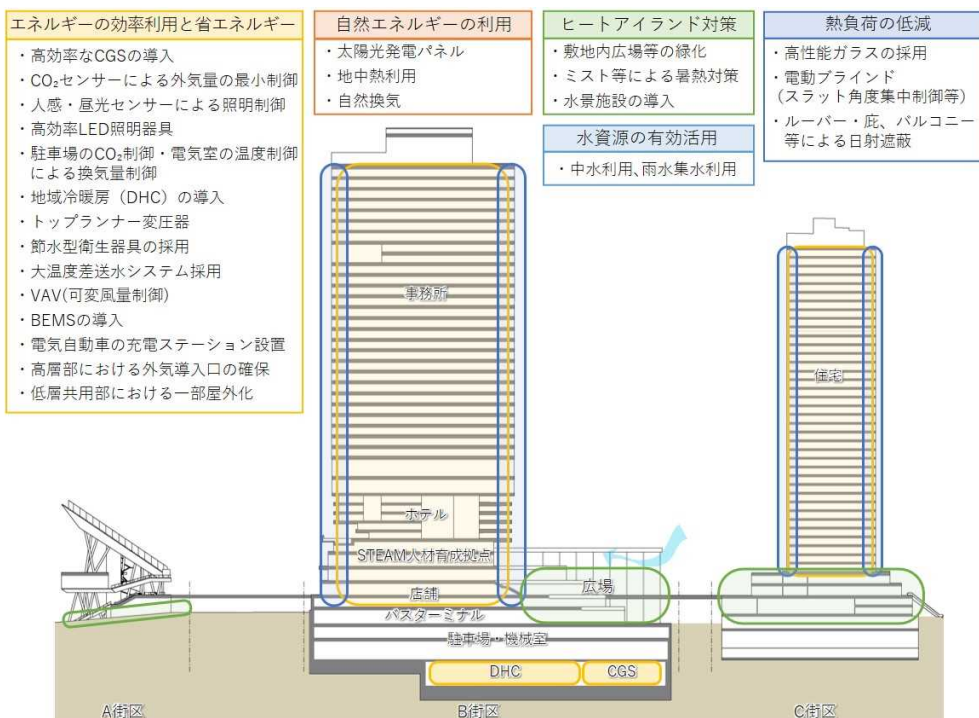 エネルギーの効率利用と省エネルギー
・高効率なCGSの導入
・CO₂センサーによる外気量の最小制御
・人感・昼光センサーによる照明制御
・高効率LED照明器具
・駐車場のCO₂制御・電気室の温度制御
による換気量制御
・地域冷暖房（DHC）の導入
・トップランナー変圧器
・節水型衛生器具の採用
・大温度差送水システム採用
・VAV(可変風量制御)
・BEMSの導入
・電気自動車の充電ステーション設置
・高層部における外気導入口の確保
・低層共用部における一部屋外化
自然エネルギーの利用
・太陽光発電パネル
・地中熱利用
・自然換気
ヒートアイランド対策
・敷地内広場等の緑化
・ミスト等による暑熱対策
・水景施設の導入
水資源の有効活用
・中水利用、雨水集水利用
熱負荷の低減
・高性能ガラスの採用
・電動ブラインド
（スラット角度集中制御等）
・ルーバー・庇、バルコニー
等による日射遮蔽
事務所
住宅
ホテル
STEAM人材育成拠点
店舗
広場
バスターミナル
駐車場・機械室
DHC
CGS
A街区
B街区
C街区